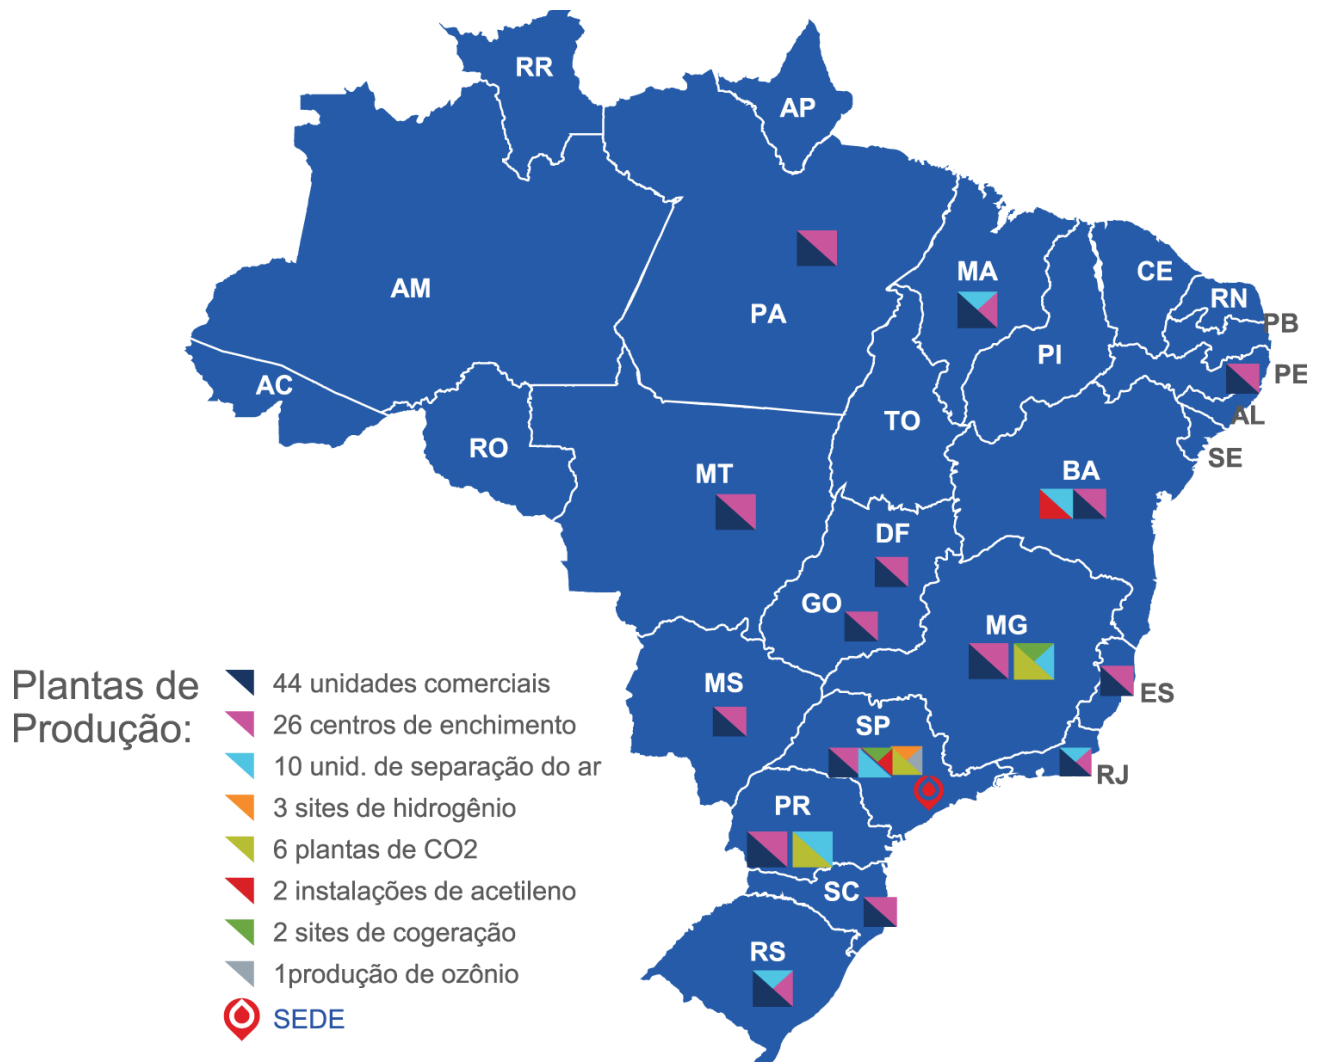 RR
AP
AM
PA
MA
CE
RN
PB
PI
PE
AC
TO
AL
RO
SE
MT
BA
DF
GO
MG
MS
ES
SP
RJ
PR
SC
RS
Plantas de
Produção:
44 unidades comerciais
26 centros de enchimento
10 unid. de separação do ar
3 sites de hidrogênio
6 plantas de CO2
2 instalações de acetileno
2 sites de cogeração
1produção de ozônio
SEDE